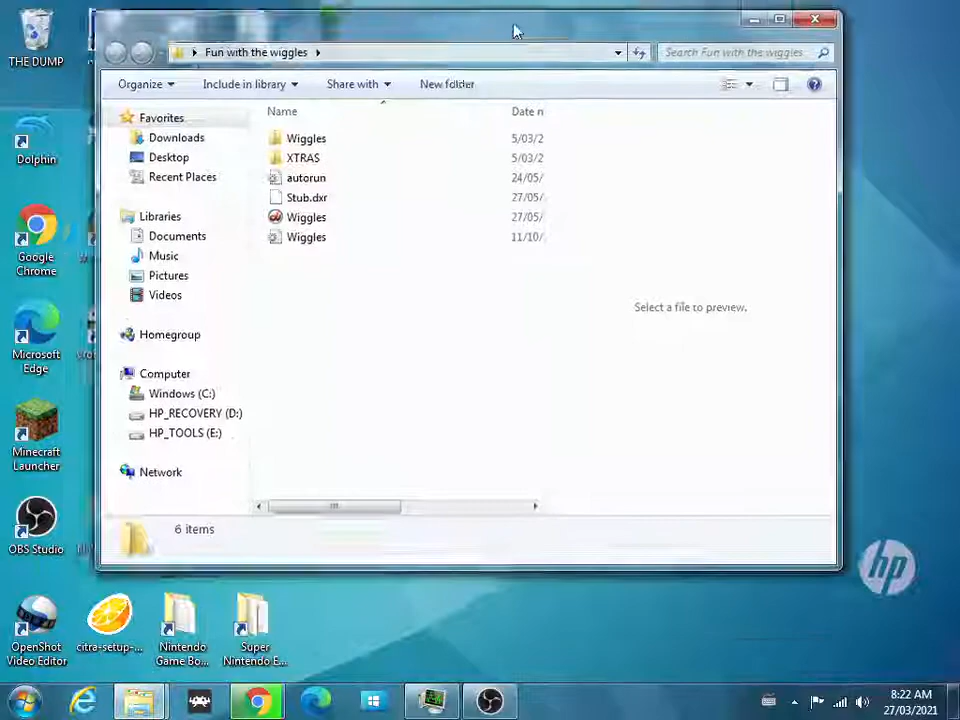 THE DUMP
Fun with the wiggles
Search Fun with the wiggles
Organize
Include in library
Share with
New folder
Name
Date n
Favorites
Downloads
Desktop
Recent Places
Libraries
Documents
Music
Pictures
Videos
Homegroup
Computer
Windows (C:)
HP_RECOVERY (D:)
HP_TOOLS (E:)
Network
Wiggles
5/03/2
XTRAS
5/03/2
autorun
24/05/
Stub.dxr
27/05/
Wiggles
27/05/
Wiggles
11/10/
Select a file to preview.
6 items
Dolphin
Google
Chrome
Microsoft
Edge
Minecraft
Launcher
OBS Studio
OpenShot
Video Editor
citra-setup-...
Nintendo
Game Bo...
Super
Nintendo E...
hp
8:22 AM
27/03/2021